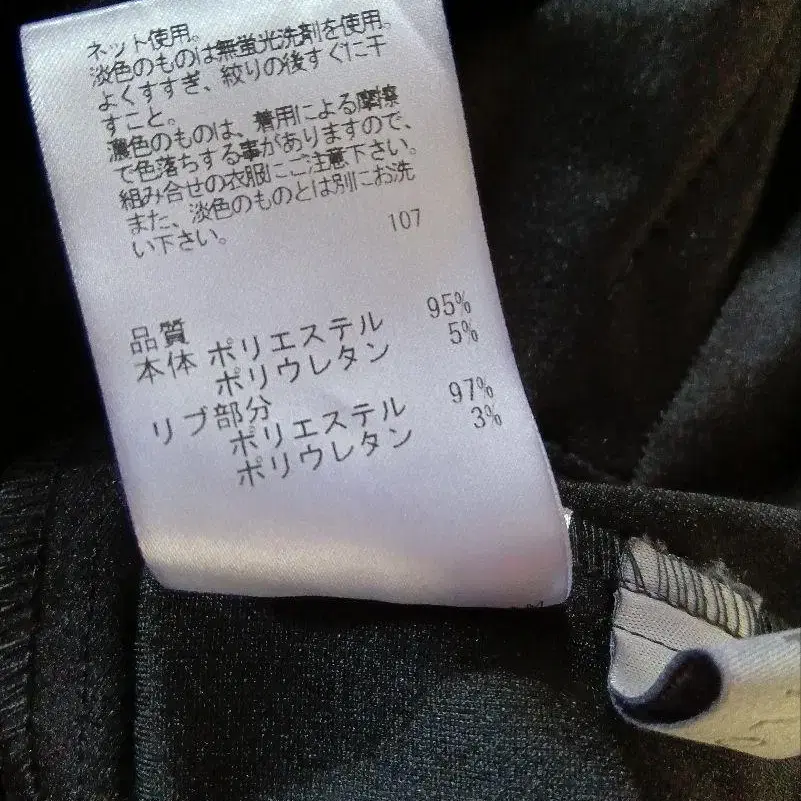 ネット使用。
淡色のものは無蛍光洗剤を使用。
よくすすぎ、絞りの後すぐに干
すこと。
濃色のものは、着用による摩擦
で色落ちする事がありますので、
組み合せの衣服にご注意下さい。
また、淡色のものとは別にお洗
い下さい。 107
品質
本体 ポリエステル 95%
ポリウレタン 5%
リブ部分
ポリエステル 97%
ポリウレタン 3%